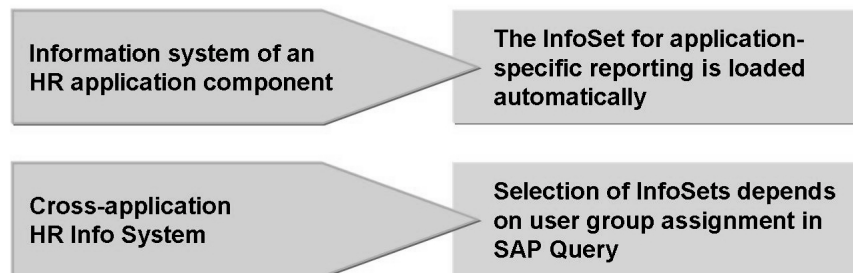 Information system of an
HR application component
The InfoSet for application-
specific reporting is loaded
automatically
Cross-application
HR Info System
Selection of InfoSets depends
on user group assignment in
SAP Query